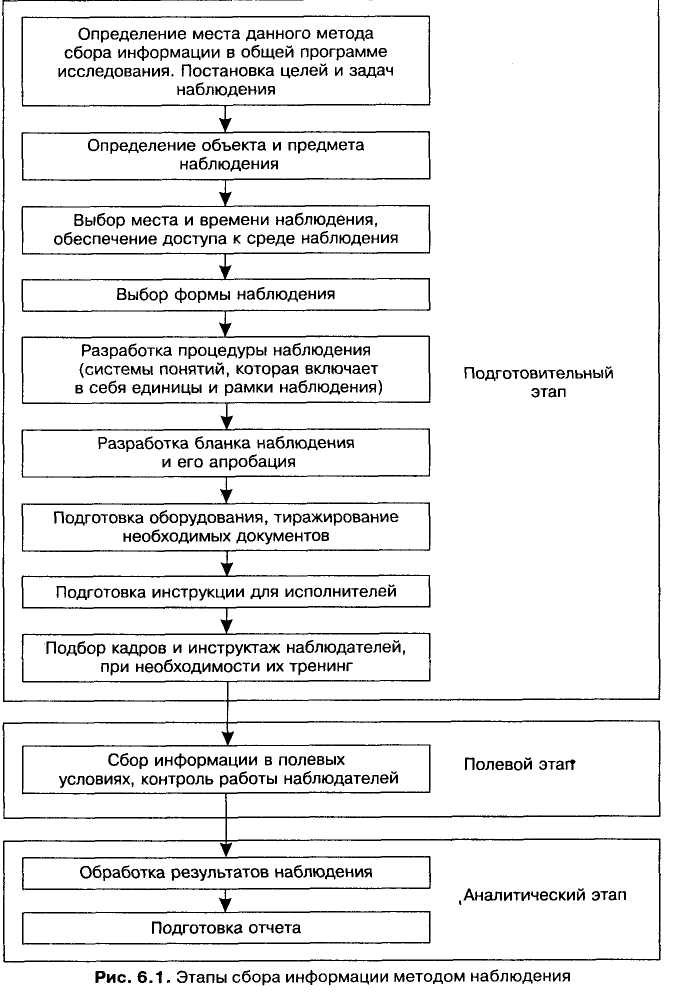 Определение места данного метода
сбора информации в общей программе
исследования. Постановка целей и задач
наблюдения
Определение объекта и предмета
наблюдения
Выбор места и времени наблюдения,
обеспечение доступа к среде наблюдения
Выбор формы наблюдения
Разработка процедуры наблюдения
(системы понятий, которая включает
в себя единицы и рамки наблюдения)
Подготовительный
этап
Разработка бланка наблюдения
и его апробация
Подготовка оборудования, тиражирование
необходимых документов
Подготовка инструкции для исполнителей
Подбор кадров и инструктаж наблюдателей,
при необходимости их тренинг
Сбор информации в полевых
условиях, контроль работы наблюдателей
Полевой этап
Обработка результатов наблюдения
Аналитический этап
Подготовка отчета
Рис. 6.1. Этапы сбора информации методом наблюдения